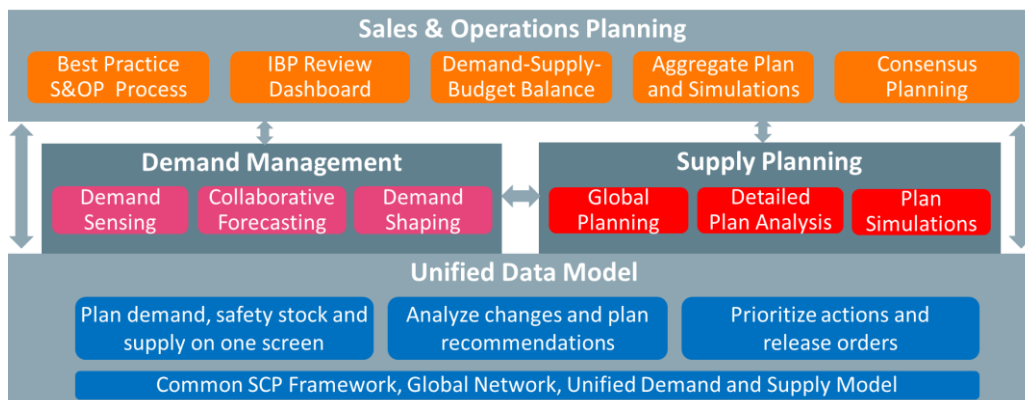 Sales & Operations Planning
Best Practice
S&OP Process
IBP Review
Dashboard
Demand-Supply-
Budget Balance
Aggregate Plan
and Simulations
Consensus
Planning
Demand Management
Demand
Sensing
Collaborative
Forecasting
Demand
Shaping
Supply Planning
Global
Planning
Detailed
Plan Analysis
Plan
Simulations
Unified Data Model
Plan demand, safety stock and
supply on one screen
Analyze changes and plan
recommendations
Prioritize actions and
release orders
Common SCP Framework, Global Network, Unified Demand and Supply Model